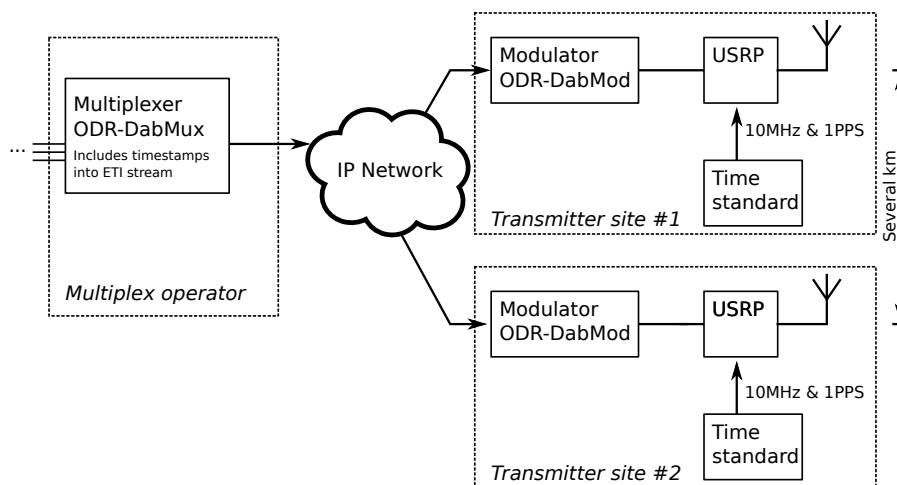 Multiplexer
ODR-DabMux
Includes timestamps
into ETI stream
...
Multiplex operator
IP Network
Modulator
ODR-DabMod
USRP
10MHz & 1PPS
Time
standard
Transmitter site #1
Several km
Modulator
ODR-DabMod
USRP
10MHz & 1PPS
Time
standard
Transmitter site #2